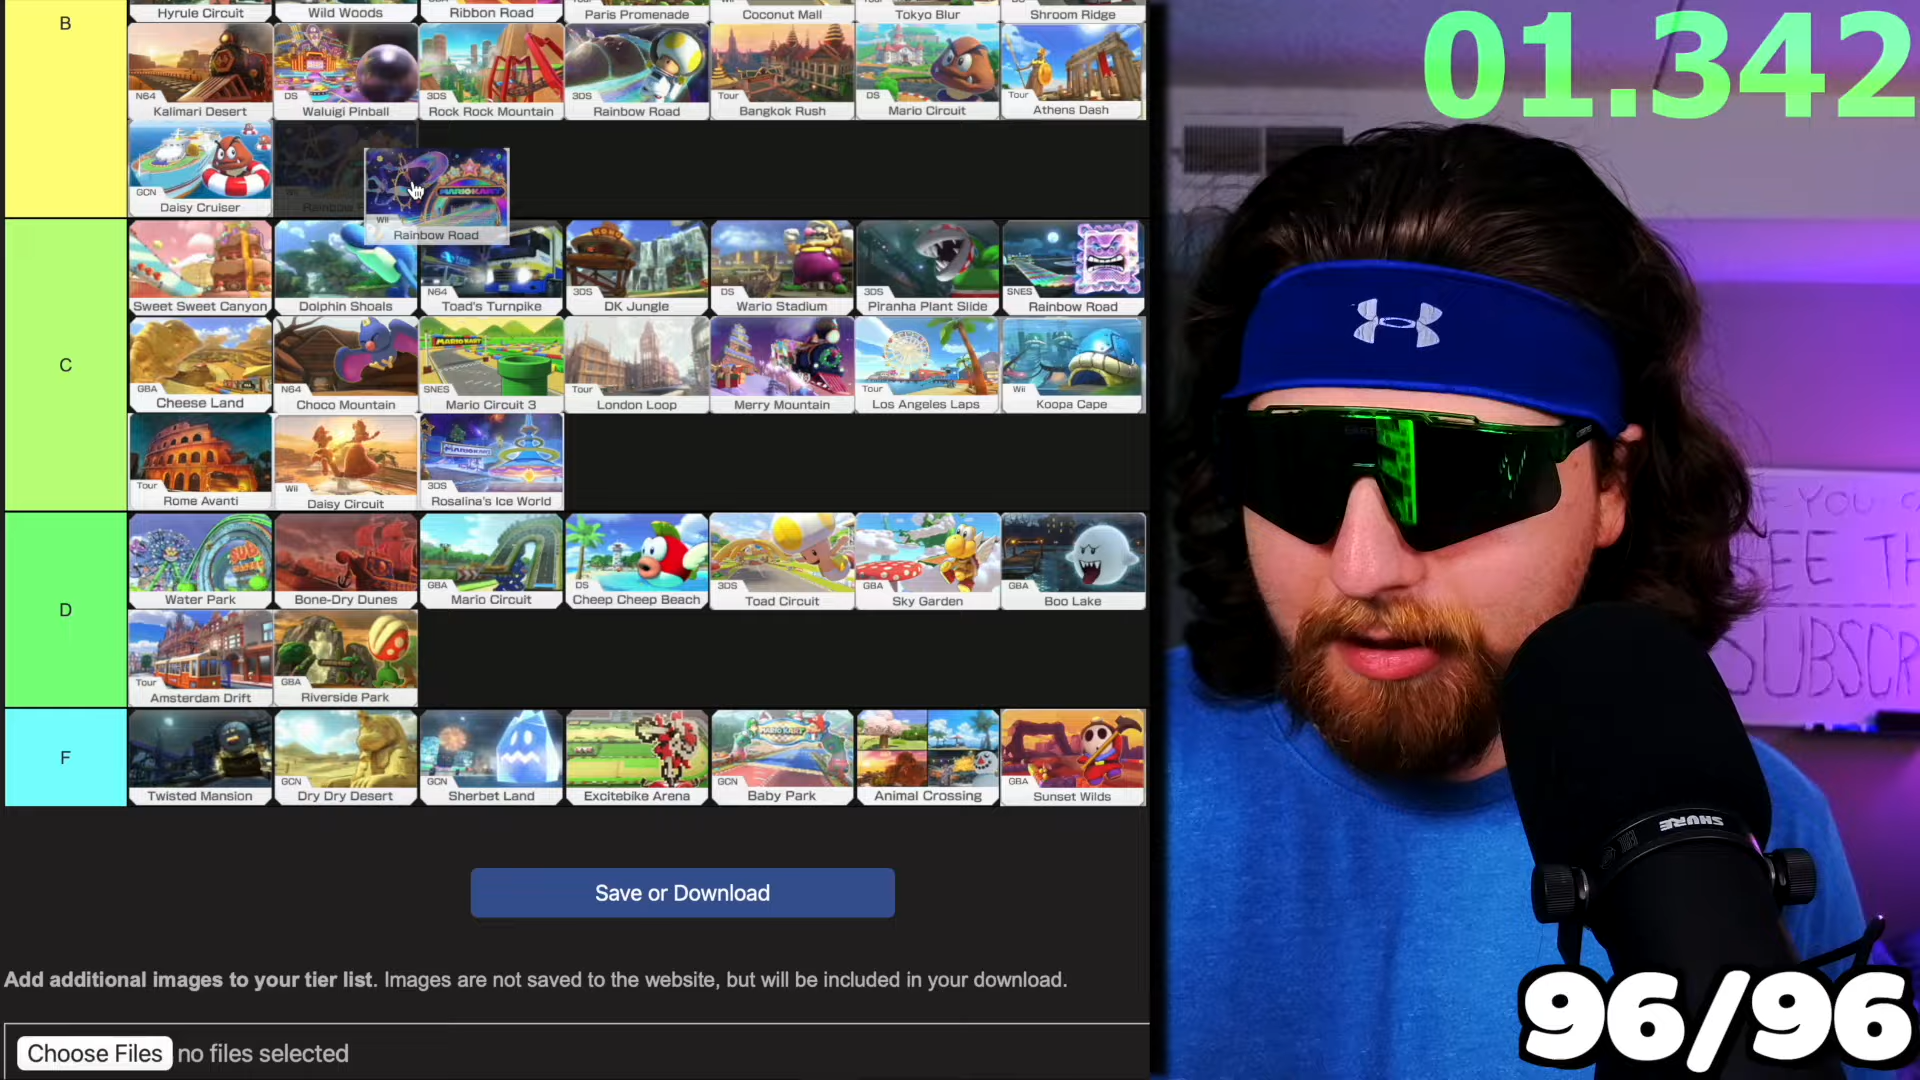 B
Hyrule Circuit
Wild Woods
Ribbon Road
Paris Promenade
Coconut Mall
Tokyo Blur
Shroom Ridge
N64
Kalimari Desert
DS
Waluigi Pinball
3DS
Rock Rock Mountain
3DS
Rainbow Road
Tour
Bangkok Rush
DS
Mario Circuit
Tour
Athens Dash
GCN
Daisy Cruiser
MARIOKART
Wii
Rainbow Road
C
Sweet Sweet Canyon
Dolphin Shoals
N64
Toad's Turnpike
3DS
DK Jungle
DS
Wario Stadium
3DS
Piranha Plant Slide
SNES
Rainbow Road
GBA
Cheese Land
N64
Choco Mountain
MARIO
SNES
Mario Circuit 3
Tour
London Loop
Merry Mountain
Tour
Los Angeles Laps
Wii
Koopa Cape
Tour
Rome Avanti
Wii
Daisy Circuit
MARIOKART
3DS
Rosalina's Ice World
D
Water Park
Bone-Dry Dunes
GBA
Mario Circuit
DS
Cheep Cheep Beach
3DS
Toad Circuit
GBA
Sky Garden
GBA
Boo Lake
Tour
Amsterdam Drift
GBA
Riverside Park
F
Twisted Mansion
GCN
Dry Dry Desert
GCN
Sherbet Land
Excitebike Arena
GCN
Baby Park
Animal Crossing
GBA
Sunset Wilds
Save or Download
Add additional images to your tier list. Images are not saved to the website, but will be included in your download.
Choose Files no files selected
01.342
SHURE
SUBSCR
96/96